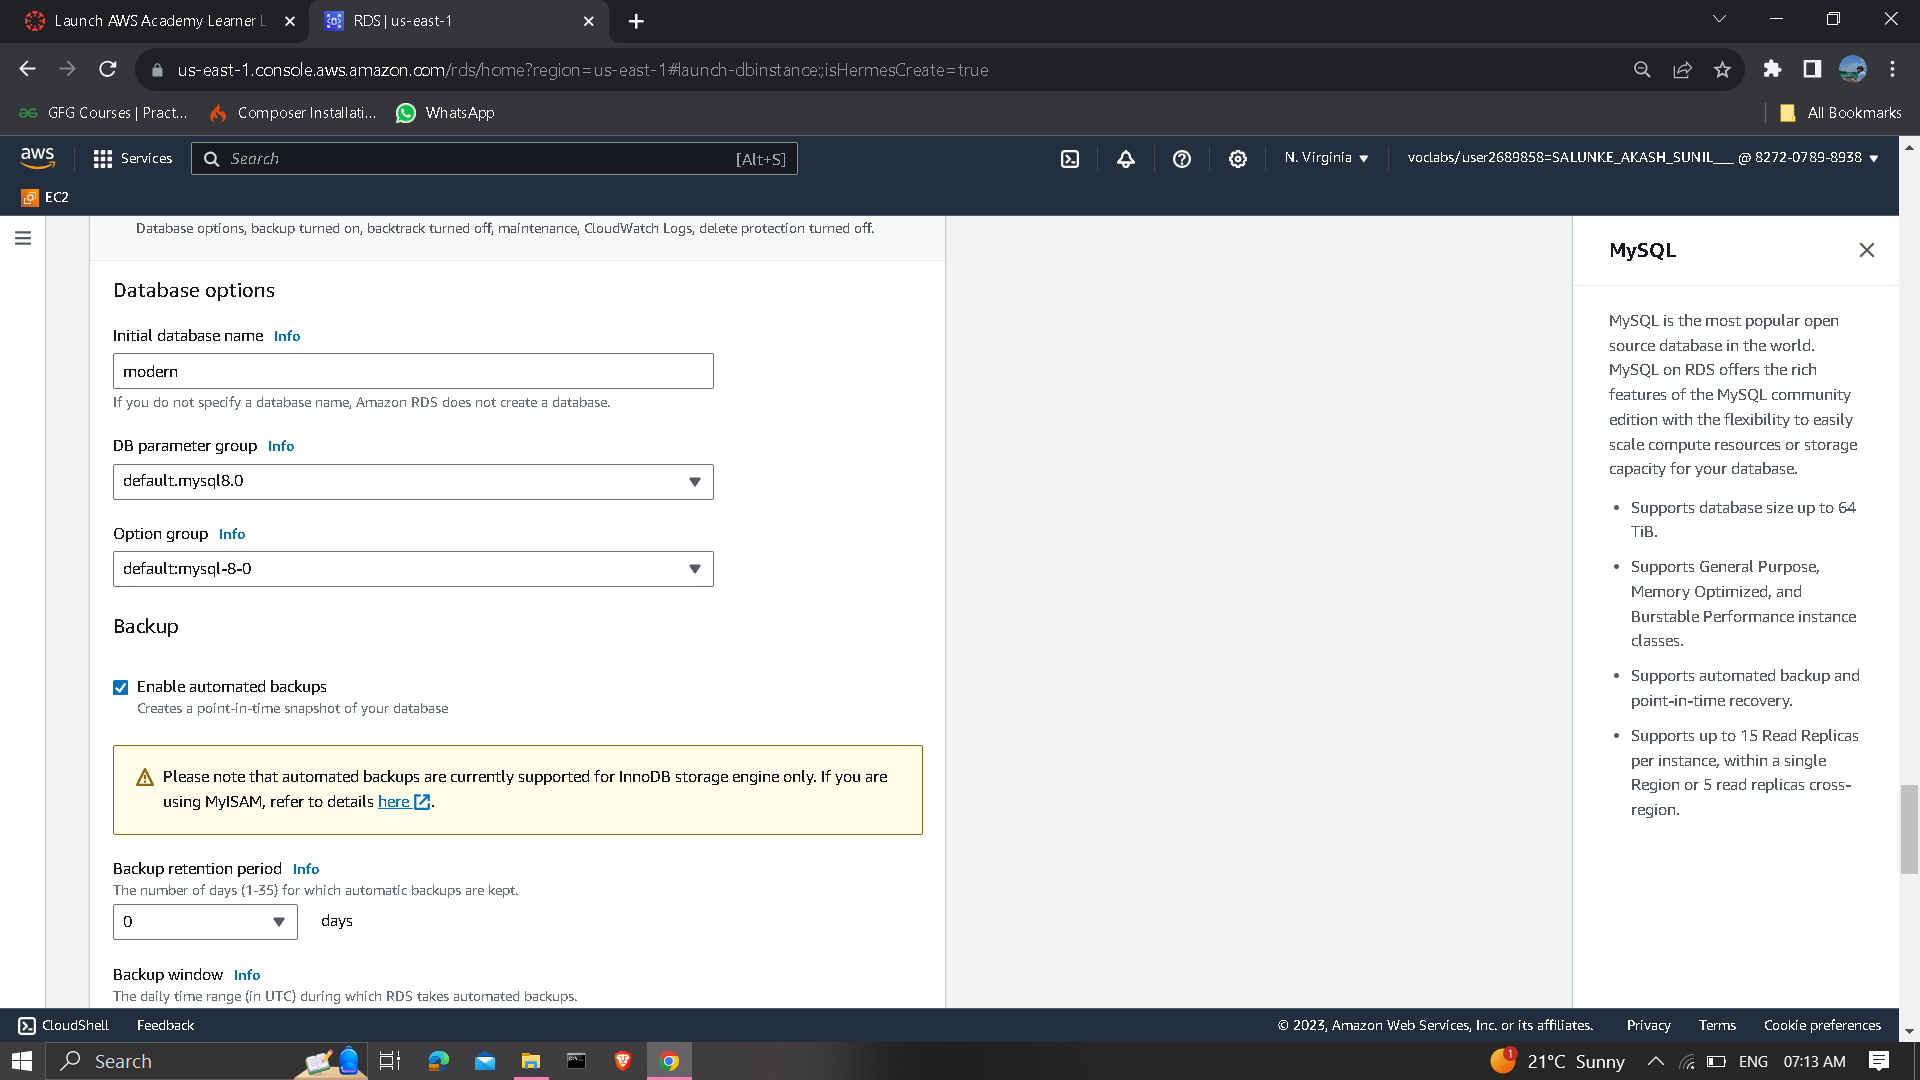 Launch AWS Academy Learner L
RDS | us-east-1
us-east-1.console.aws.amazon.com/rds/home?region=us-east-1#launch-dbinstance:;isHermesCreate=true
GFG Courses | Pract...
Composer Installati...
WhatsApp
All Bookmarks
aws
Services
Search
[Alt+S]
N. Virginia
voclabs/user2689858=SALUNKE_AKASH_SUNIL___ @ 8272-0789-8938
EC2
Database options, backup turned on, backtrack turned off, maintenance, CloudWatch Logs, delete protection turned off.
Database options
Initial database name Info
modern
If you do not specify a database name, Amazon RDS does not create a database.
DB parameter group Info
default.mysql8.0
Option group Info
default:mysql-8-0
Backup
Enable automated backups
Creates a point-in-time snapshot of your database
Please note that automated backups are currently supported for InnoDB storage engine only. If you are
using MyISAM, refer to details here.
Backup retention period Info
The number of days (1-35) for which automatic backups are kept.
0
days
Backup window Info
The daily time range (in UTC) during which RDS takes automated backups.
MySQL
MySQL is the most popular open
source database in the world.
MySQL on RDS offers the rich
features of the MySQL community
edition with the flexibility to easily
scale compute resources or storage
capacity for your database.
• Supports database size up to 64
TiB.
• Supports General Purpose,
Memory Optimized, and
Burstable Performance instance
classes.
• Supports automated backup and
point-in-time recovery.
• Supports up to 15 Read Replicas
per instance, within a single
Region or 5 read replicas cross-
region.
CloudShell
Feedback
© 2023, Amazon Web Services, Inc. or its affiliates.
Privacy
Terms
Cookie preferences
Search
1
21°C Sunny
ENG
07:13 AM